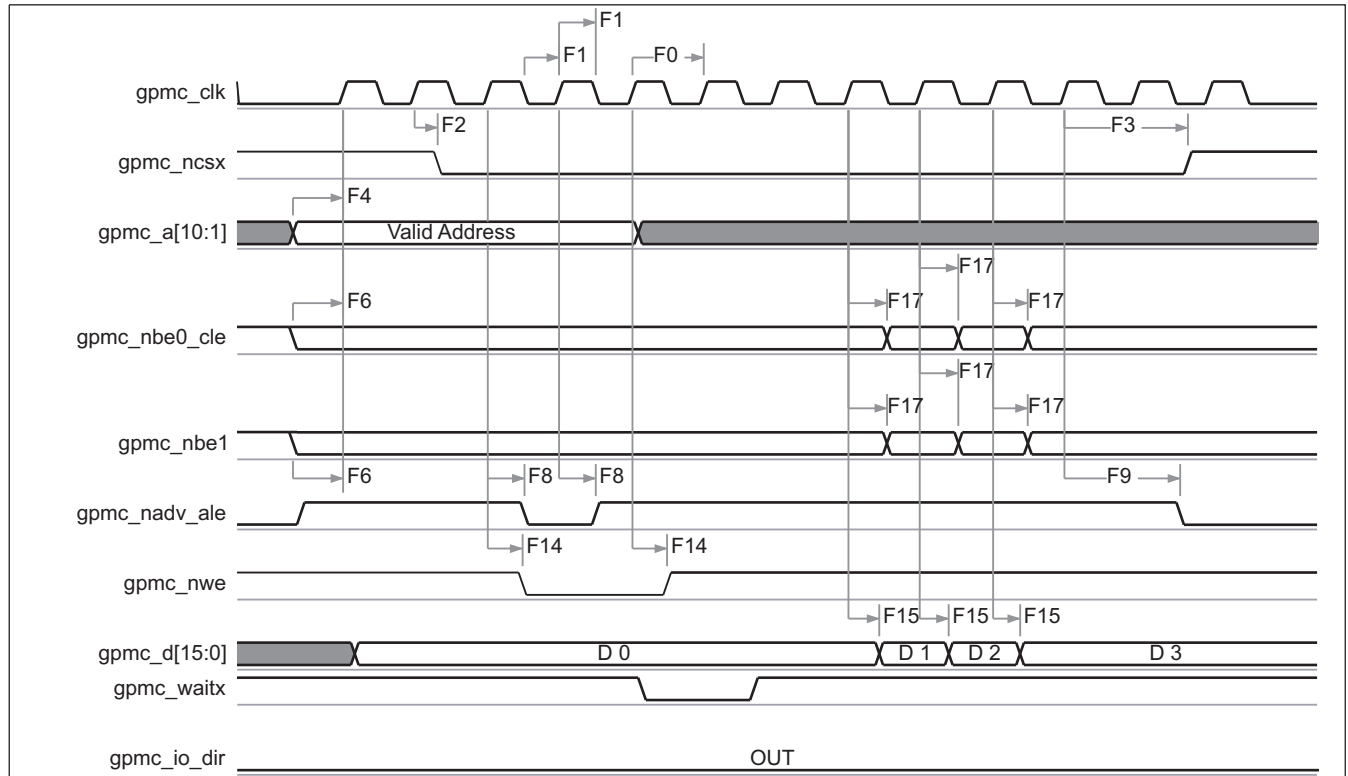 F1
F1
F0
gpmc_clk
F2
F3
gpmc_ncsx
F4
gpmc_a[10:1]
Valid Address
F17
F6
F17
F17
gpmc_nbe0_cle
F17
F17
F17
gpmc_nbe1
F6
F8
F8
F9
gpmc_nadv_ale
F14
F14
gpmc_nwe
F15
F15
F15
gpmc_d[15:0]
D 0
D 1
D 2
D 3
gpmc_waitx
gpmc_io_dir
OUT